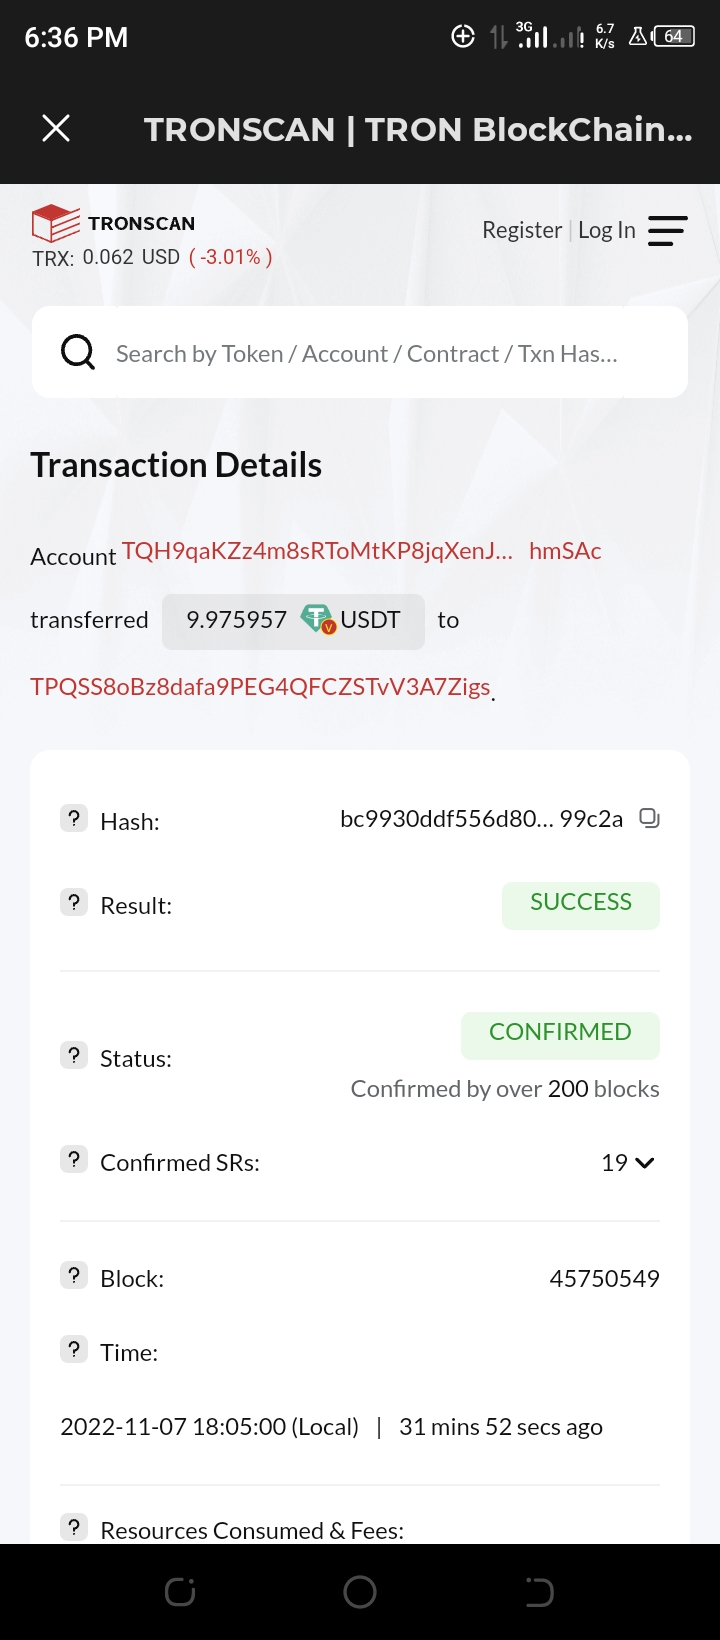 6:36 PM
3G
6.7
K/s
64
TRONSCAN | TRON BlockChain...
TRONSCAN
Register | Log In
TRX: 0.062 USD ( -3.01% )
Search by Token / Account / Contract / Txn Has...
Transaction Details
Account TQH9qaKZz4m8sRToMtKP8jqXenJ... hmSAc
transferred 9.975957 USDT to
TPQSS8oBz8dafa9PEG4QFCZSTvV3A7Zigs.
? Hash: bc9930ddf556d80... 99c2a
? Result: SUCCESS
CONFIRMED
? Status:
Confirmed by over 200 blocks
? Confirmed SRs: 19
? Block: 45750549
? Time:
2022-11-07 18:05:00 (Local) | 31 mins 52 secs ago
? Resources Consumed & Fees: